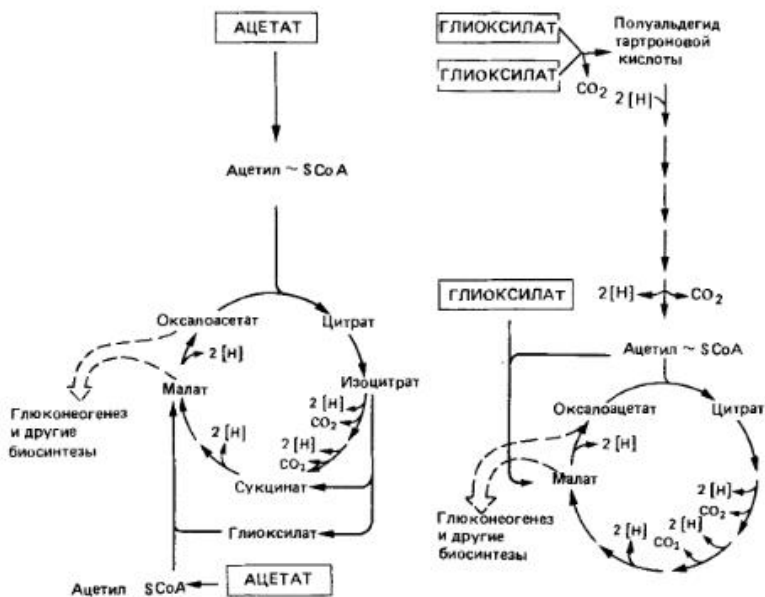 АЦЕТАТ
Ацетил ~ SCoA
Оксалоасетат
Цитрат
2 [H]
Малат
Изоцитрат
2 [H]
CO2
Глюконеогенез
и другие
биосинтезы
2 [H]
2 [H]
CO2
Сукцинат
Глиоксилат
Ацетил SCoA
АЦЕТАТ
ГЛИОКСИЛАТ
Полуальдегид
тартроновой
кислоты
ГЛИОКСИЛАТ
CO2
2 [H]
2 [H]
CO2
ГЛИОКСИЛАТ
Ацетил ~ SCoA
Оксалоацетат
Цитрат
2 [H]
Малат
2 [H]
CO2
Глюконеогенез
и другие
биосинтезы
2 [H]
2 [H]
CO2